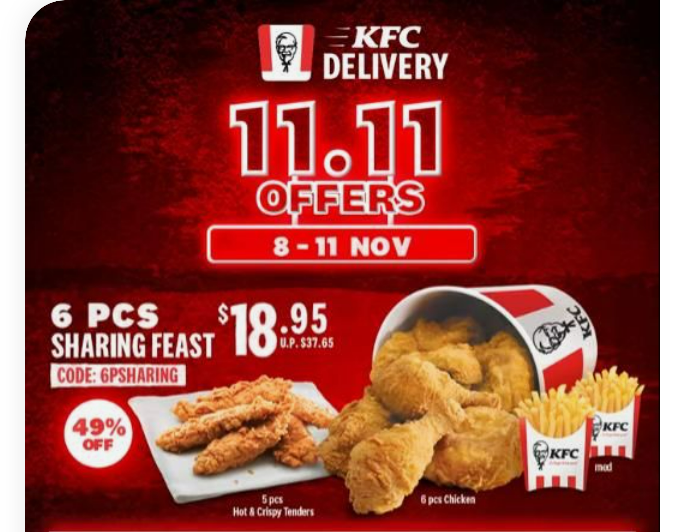 KFC
DELIVERY
11.11
OFFERS
8 - 11 NOV
6 PCS
SHARING FEAST
CODE: 6PSHARING
$18.95
U.P. $37.65
49%
OFF
KFC
KFC
KFC
med
5 pcs
Hot & Crispy Tenders
6 pcs Chicken